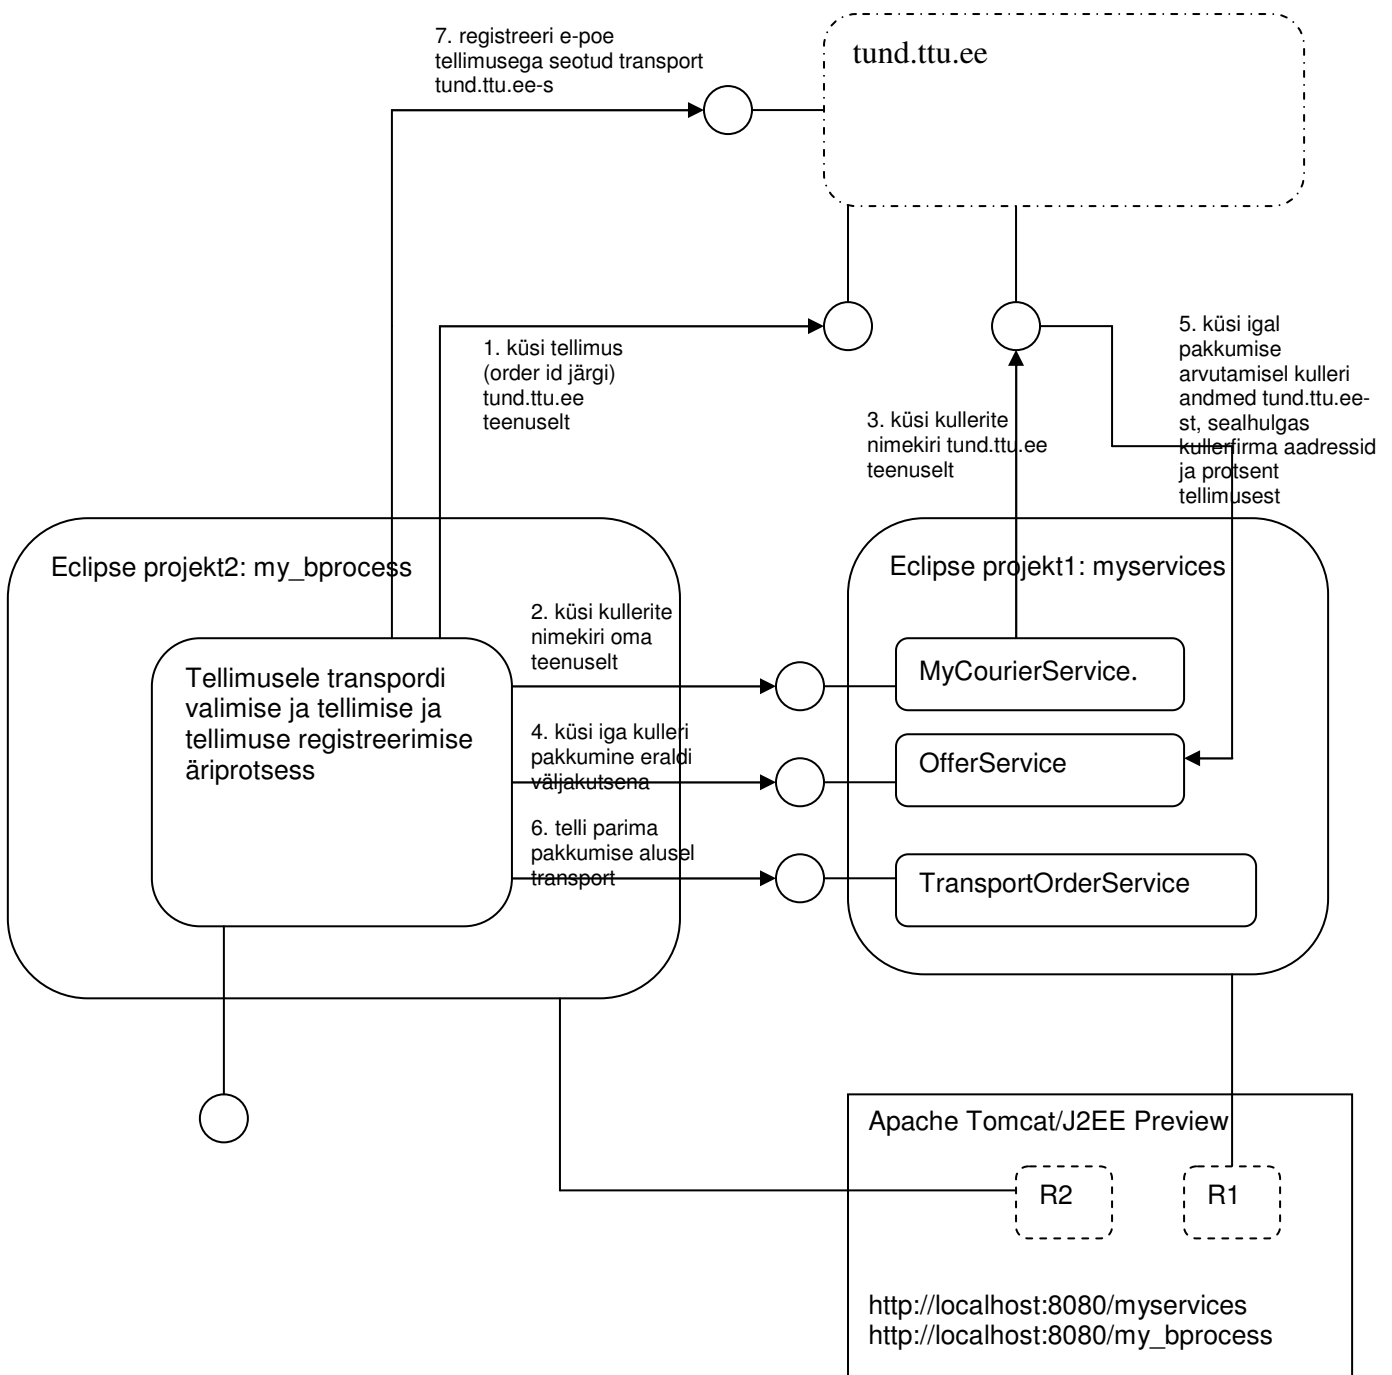 7. registreeri e-poe
tellimusega seotud transport
tund.ttu.ee-s
tund.ttu.ee
1. küsi tellimus
(order id järgi)
tund.ttu.ee
teenuselt
3. küsi kullerite
nimekiri tund.ttu.ee
teenuselt
5. küsi igal
pakkumise
arvutamisel kulleri
andmed tund.ttu.ee-
st, sealhulgas
kullerfirma aadressid
ja protsent
tellimusest
Eclipse projekt2: my_bprocess
Tellimusele transpordi
valimise ja tellimise ja
tellimuse registreerimise
äriprotsess
2. küsi kullerite
nimekiri oma
teenuselt
4. küsi iga kulleri
pakkumine eraldi
väljakutsena
6. telli parima
pakkumise alusel
transport
Eclipse projekt1: myservices
MyCourierService.
OfferService
TransportOrderService
Apache Tomcat/J2EE Preview
R2
R1
http://localhost:8080/myservices
http://localhost:8080/my_bprocess